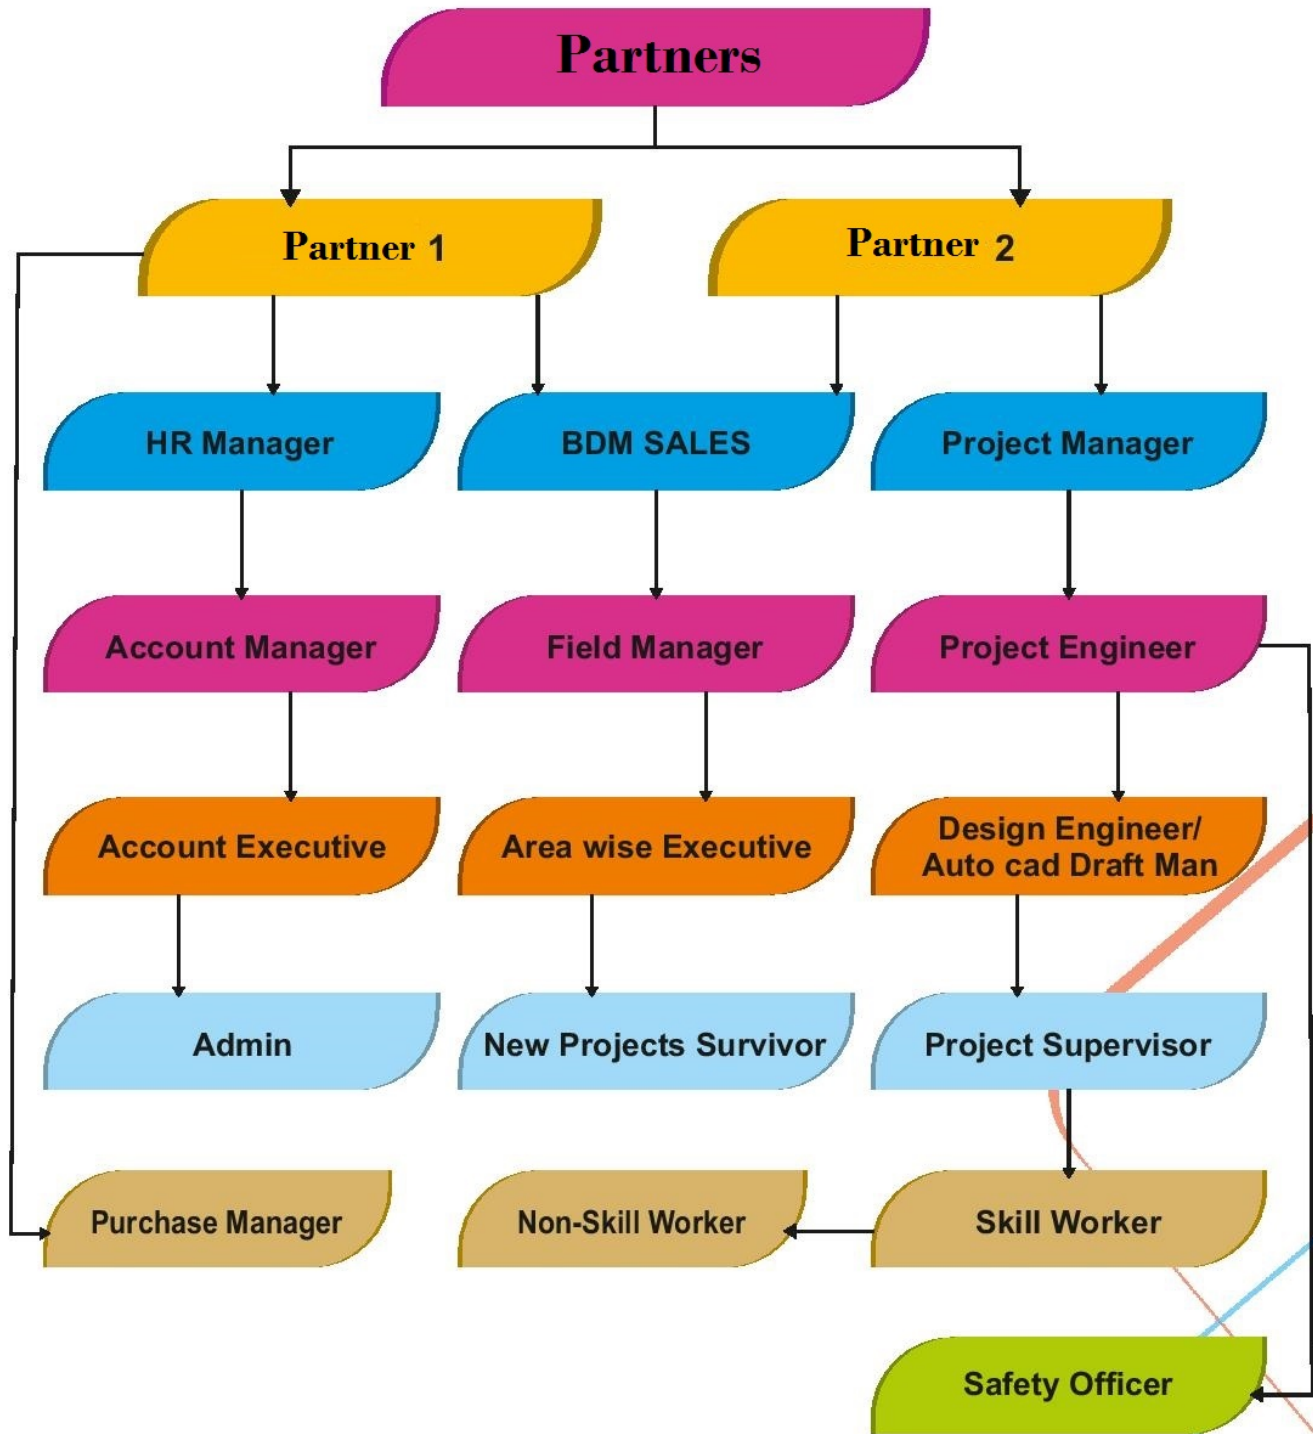 Partners
Partner 1
Partner 2
HR Manager
BDM SALES
Project Manager
Account Manager
Field Manager
Project Engineer
Account Executive
Area wise Executive
Design Engineer/
Auto cad Draft Man
Admin
New Projects Survivor
Project Supervisor
Purchase Manager
Non-Skill Worker
Skill Worker
Safety Officer